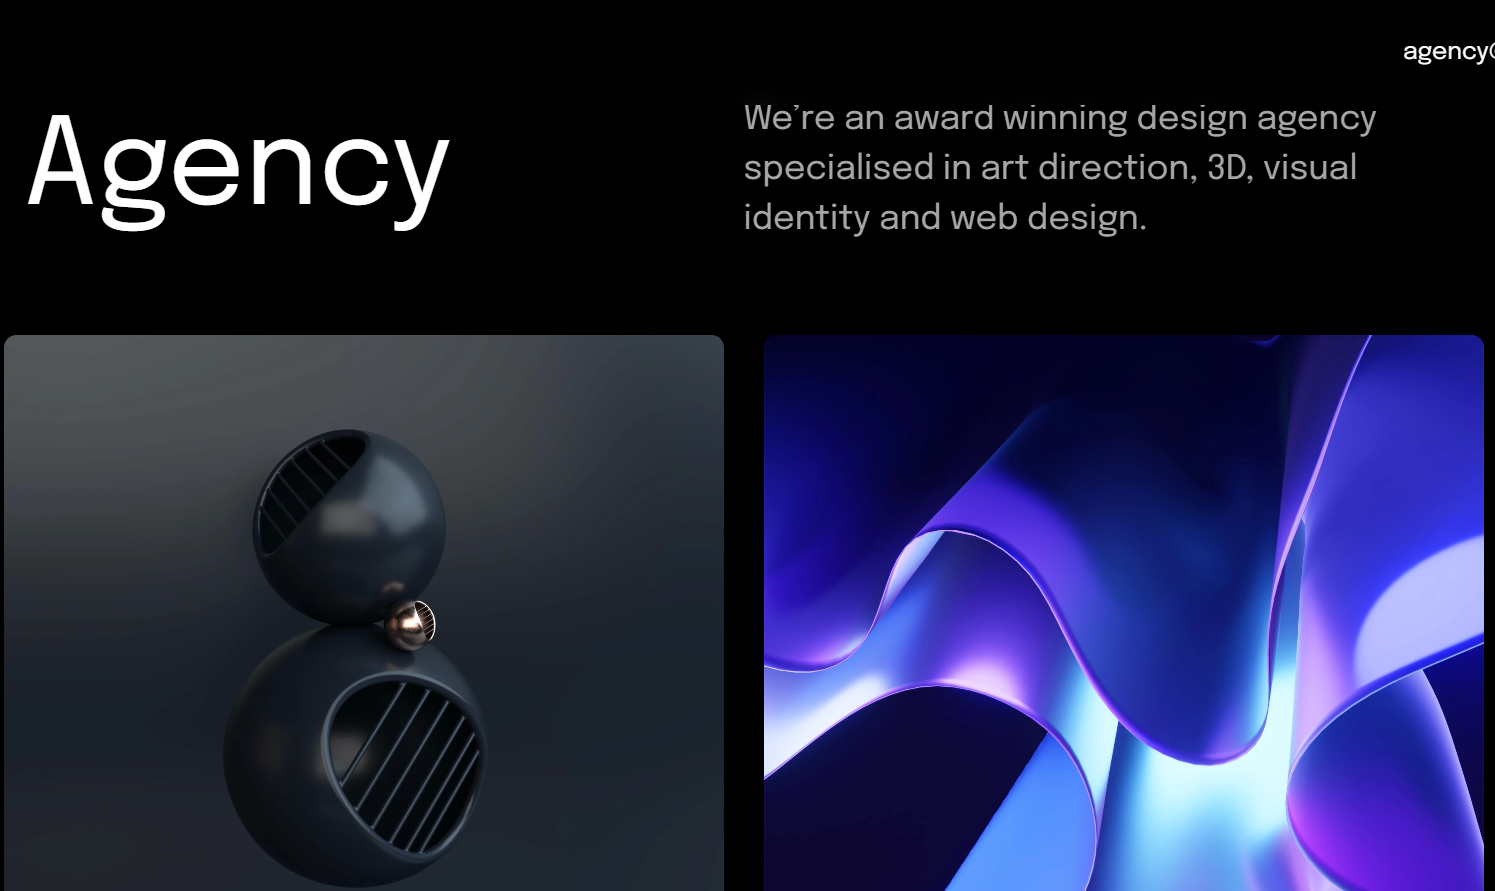 agency@
Agency
We’re an award winning design agency
specialised in art direction, 3D, visual
identity and web design.